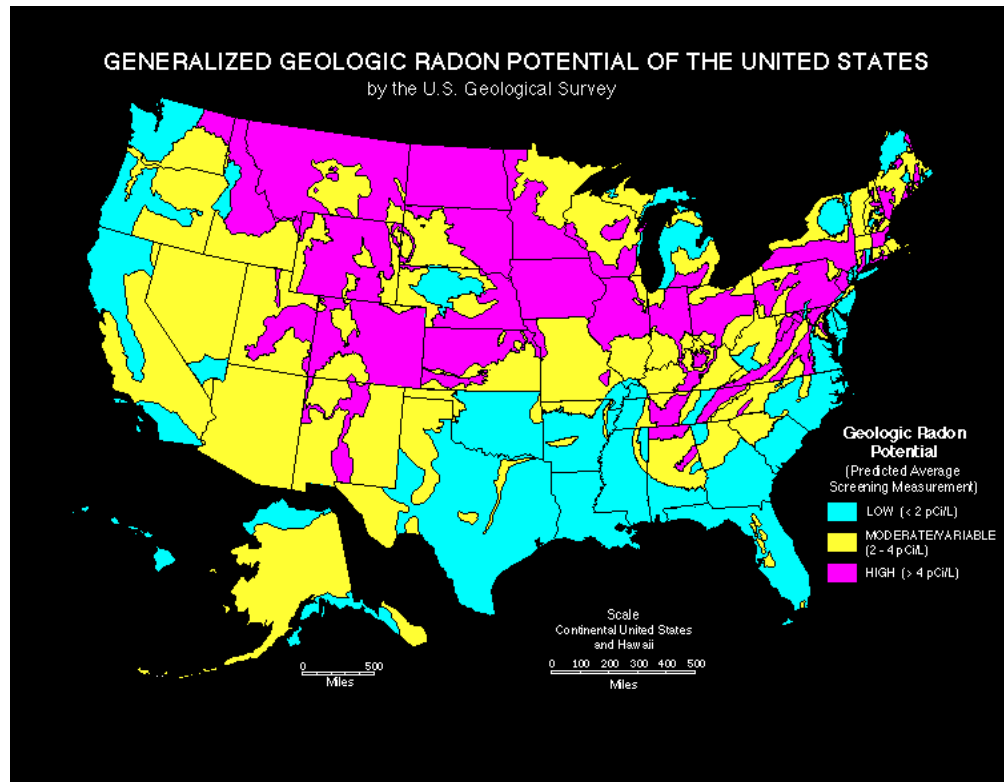 GENERALIZED GEOLOGIC RADON POTENTIAL OF THE UNITED STATES
by the U.S. Geological Survey
Geologic Radon
Potential
(Predicted Average
Screening Measurement)
LOW (< 2 pCi/L)
MODERATE/VARIABLE
(2 - 4 pCi/L)
HIGH (> 4 pCi/L)
Scale
Continental United States
and Hawaii
0 500
Miles
0 100 200 300 400 500
Miles